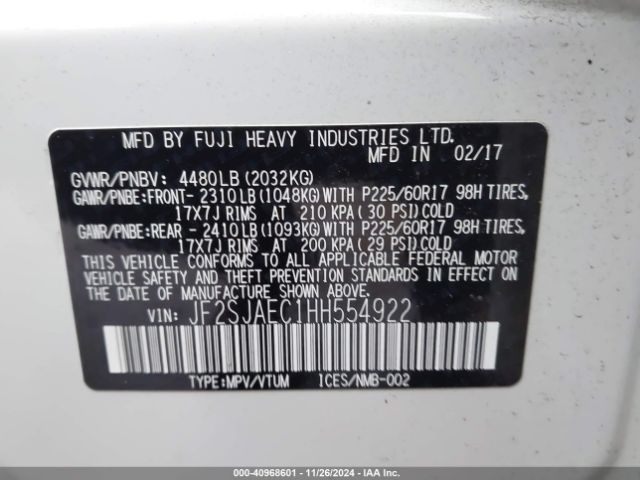 MFD BY FUJI HEAVY INDUSTRIES LTD.
MFD IN 02/17
GVWR/PNBV: 4480LB(2032KG)
GAWR/PNBE:FRONT- 2310LB(1048KG)WITH P225/60R17 98H TIRES,
17X7J RIMS AT 210 KPA(30 PSI)COLD
GAWR/PNBE:REAR - 2410LB(1093KG)WITH P225/60R17 98H TIRES,
17X7J RIMS AT 200 KPA(29 PSI)COLD
THIS VEHICLE CONFORMS TO ALL APPLICABLE FEDERAL MOTOR
VEHICLE SAFETY AND THEFT PREVENTION STANDARDS IN EFFECT ON
THE DATE OF MANUFACTURE SHOWN ABOVE.
VIN: JF2SJAEC1HH554922
TYPE:MPV/VTUM ICES/NMB-002
000-40968601 - 11/26/2024 - IAA Inc.